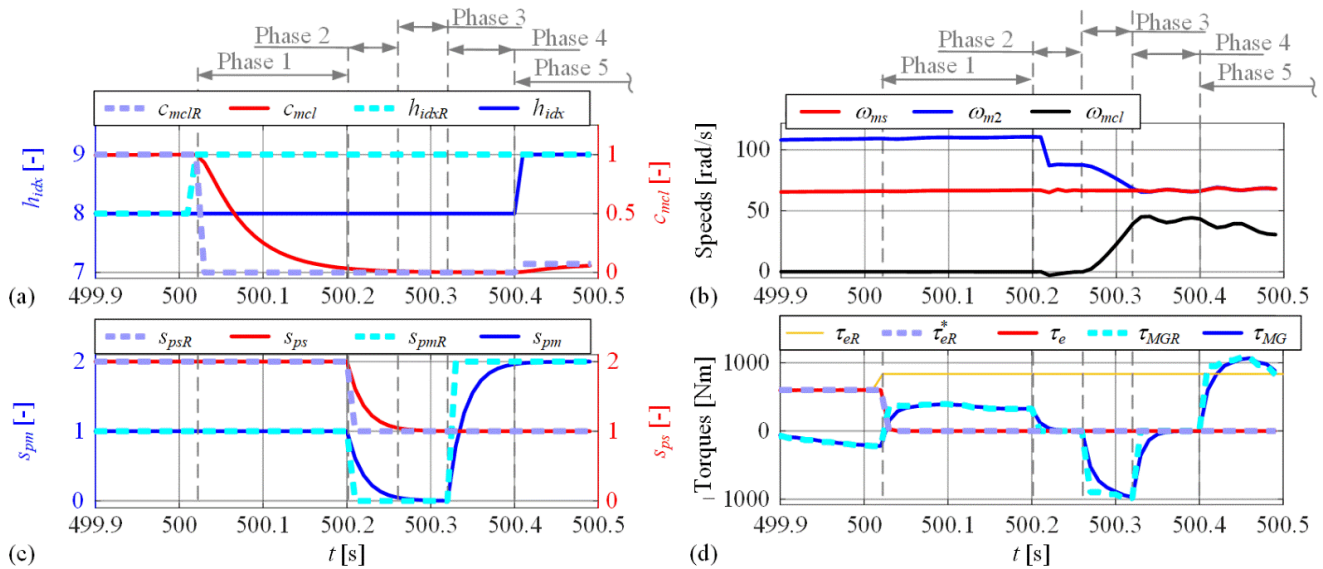 Phase 3
Phase 2
Phase 4
Phase 1
Phase 5
c_mclR c_mcl h_idxR h_idx
9 8 7
h_idx [-]
1 0.5 0
c_mcl [-]
(a)
499.9 500 500.1 500.2 500.3 500.4 500.5
Phase 3
Phase 2
Phase 4
Phase 1
Phase 5
ω_ms ω_m2 ω_mcl
100 50 0
Speeds [rad/s]
(b)
499.9 500 500.1 500.2 500.3 500.4 500.5
s_psR s_ps s_pmR s_pm
2 1 0
s_pm [-]
2 1 0
s_ps [-]
(c)
499.9 500 500.1 500.2 500.3 500.4 500.5
t [s]
τ_eR τ*_eR τ_e τ_MGR τ_MG
1000 0 −1000
Torques [Nm]
(d)
499.9 500 500.1 500.2 500.3 500.4 500.5
t [s]